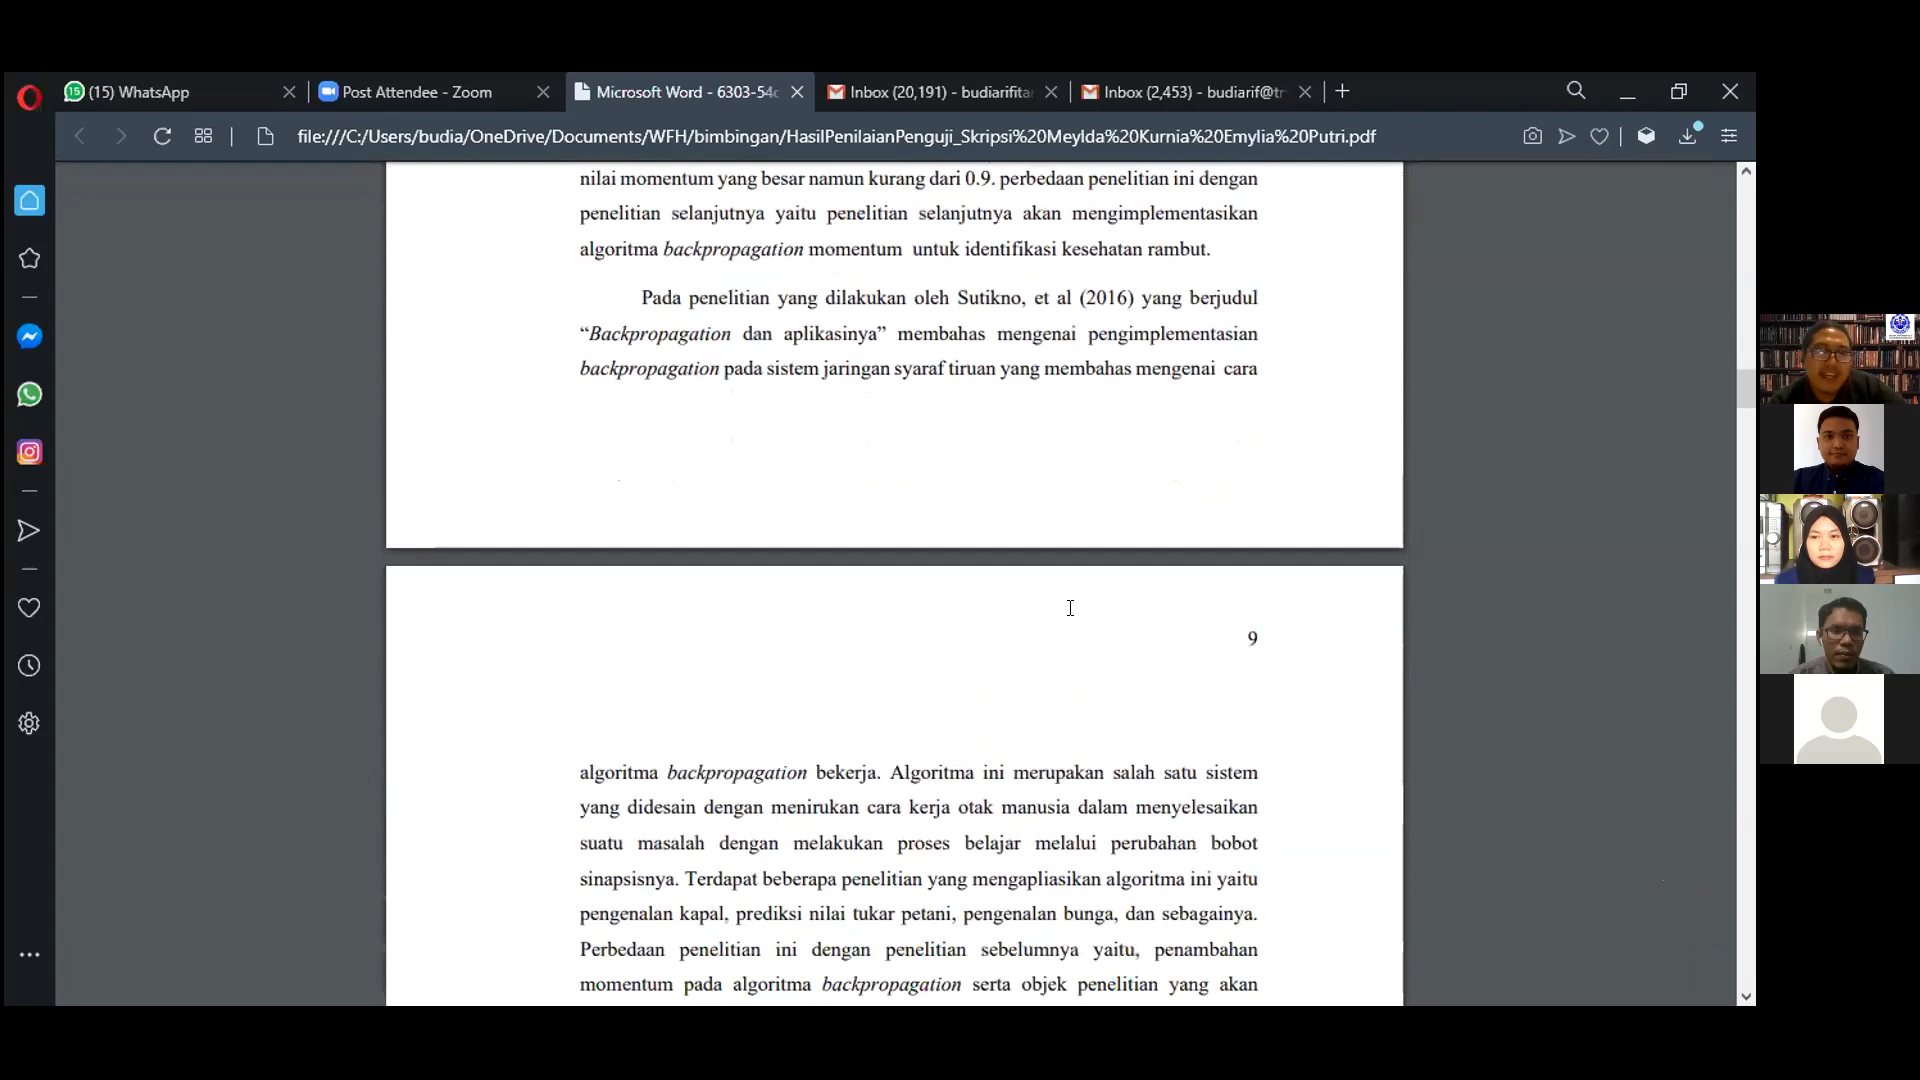 (15) WhatsApp
Post Attendee - Zoom
Microsoft Word - 6303-54c
Inbox (20,191) - budiarifita
Inbox (2,453) - budiarif@tr
file:///C:/Users/budia/OneDrive/Documents/WFH/bimbingan/HasilPenilaianPenguji_Skripsi%20Meylda%20Kurnia%20Emylia%20Putri.pdf
nilai momentum yang besar namun kurang dari 0.9. perbedaan penelitian ini dengan
penelitian selanjutnya yaitu penelitian selanjutnya akan mengimplementasikan
algoritma backpropagation momentum untuk identifikasi kesehatan rambut.
Pada penelitian yang dilakukan oleh Sutikno, et al (2016) yang berjudul
“Backpropagation dan aplikasinya” membahas mengenai pengimplementasian
backpropagation pada sistem jaringan syaraf tiruan yang membahas mengenai cara
9
algoritma backpropagation bekerja. Algoritma ini merupakan salah satu sistem
yang didesain dengan menirukan cara kerja otak manusia dalam menyelesaikan
suatu masalah dengan melakukan proses belajar melalui perubahan bobot
sinapsisnya. Terdapat beberapa penelitian yang mengapliasikan algoritma ini yaitu
pengenalan kapal, prediksi nilai tukar petani, pengenalan bunga, dan sebagainya.
Perbedaan penelitian ini dengan penelitian sebelumnya yaitu, penambahan
momentum pada algoritma backpropagation serta objek penelitian yang akan